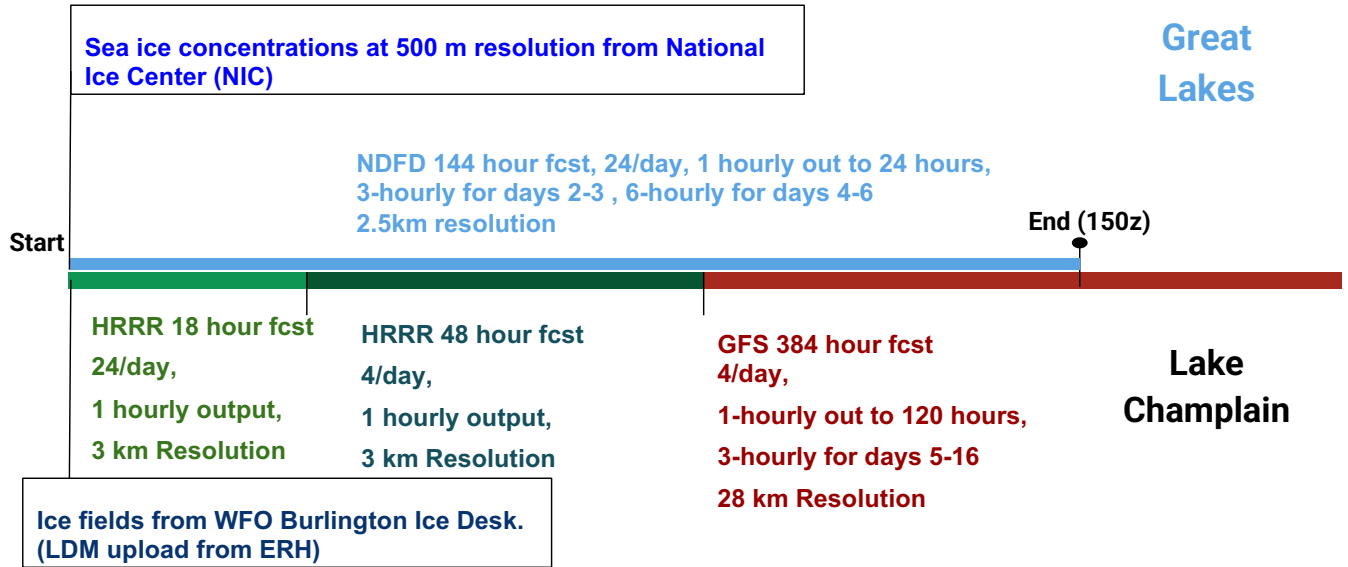 Sea ice concentrations at 500 m resolution from National
Ice Center (NIC)
Great
Lakes
NDFD 144 hour fcst, 24/day, 1 hourly out to 24 hours,
3-hourly for days 2-3 , 6-hourly for days 4-6
2.5km resolution
Start
End (150z)
HRRR 18 hour fcst
24/day,
1 hourly output,
3 km Resolution
HRRR 48 hour fcst
4/day,
1 hourly output,
3 km Resolution
GFS 384 hour fcst
4/day,
1-hourly out to 120 hours,
3-hourly for days 5-16
28 km Resolution
Lake
Champlain
Ice fields from WFO Burlington Ice Desk.
(LDM upload from ERH)